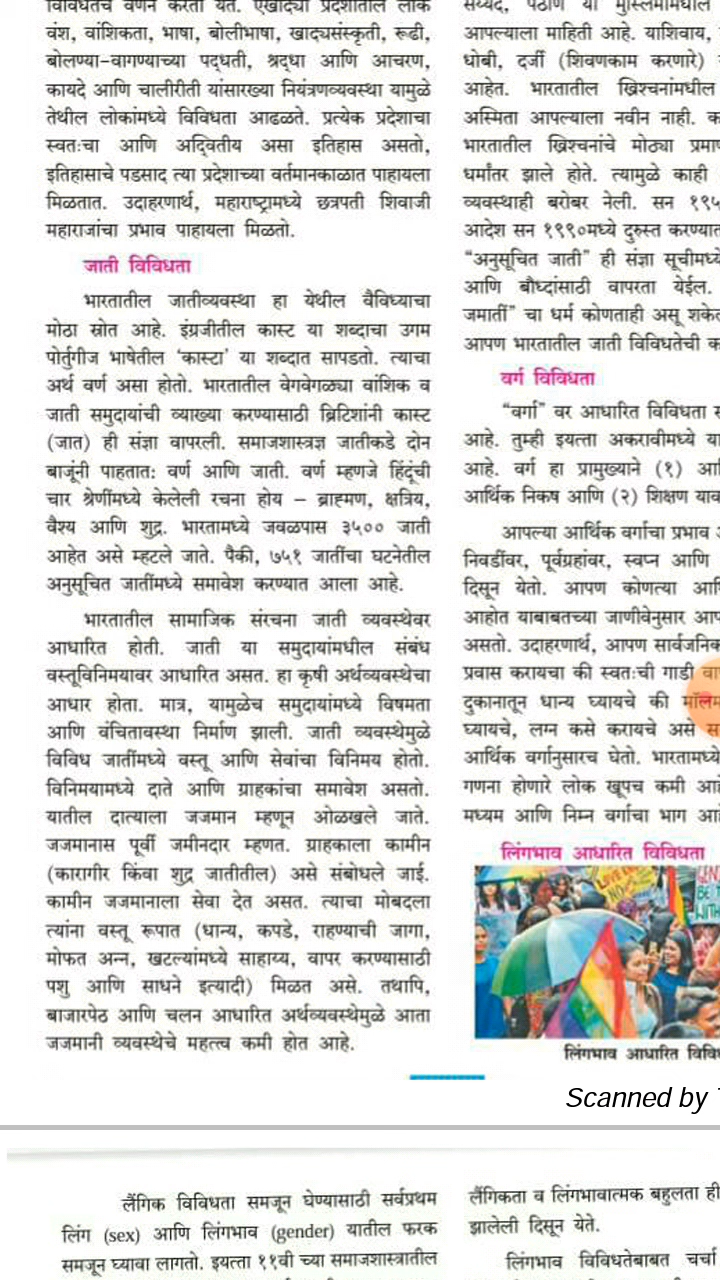 विविधतेचे वर्णन करता येते. एखाद्या प्रदेशातील लोक
वंश, वांशिकता, भाषा, बोलीभाषा, खाद्यसंस्कृती, रूढी,
बोलण्या-वागण्याच्या पद्धती, श्रद्धा आणि आचरण,
कायदे आणि चालीरीती यांसारख्या नियंत्रणव्यवस्था यामुळे
तेथील लोकांमध्ये विविधता आढळते. प्रत्येक प्रदेशाचा
स्वतःचा आणि अद्वितीय असा इतिहास असतो,
इतिहासाचे पडसाद त्या प्रदेशाच्या वर्तमानकाळात पाहायला
मिळतात. उदाहरणार्थ, महाराष्ट्रामध्ये छत्रपती शिवाजी
महाराजांचा प्रभाव पाहायला मिळतो.
जाती विविधता
भारतातील जातीव्यवस्था हा येथील वैविध्याचा
मोठा स्रोत आहे. इंग्रजीतील कास्ट या शब्दाचा उगम
पोर्तुगीज भाषेतील ‘कास्टा’ या शब्दात सापडतो. त्याचा
अर्थ वर्ण असा होतो. भारतातील वेगवेगळ्या वांशिक व
जाती समुदायांची व्याख्या करण्यासाठी ब्रिटिशांनी कास्ट
(जात) ही संज्ञा वापरली. समाजशास्त्रज्ञ जातीकडे दोन
बाजूंनी पाहतात: वर्ण आणि जाती. वर्ण म्हणजे हिंदूंची
चार श्रेणींमध्ये केलेली रचना होय – ब्राह्मण, क्षत्रिय,
वैश्य आणि शुद्र. भारतामध्ये जवळपास ३५०० जाती
आहेत असे म्हटले जाते. पैकी, ७५१ जातींचा घटनेतील
अनुसूचित जातींमध्ये समावेश करण्यात आला आहे.
भारतातील सामाजिक संरचना जाती व्यवस्थेवर
आधारित होती. जाती या समुदायांमधील संबंध
वस्तूविनिमयावर आधारित असत. हा कृषी अर्थव्यवस्थेचा
आधार होता. मात्र, यामुळेच समुदायांमध्ये विषमता
आणि वंचितावस्था निर्माण झाली. जाती व्यवस्थेमुळे
विविध जातींमध्ये वस्तू आणि सेवांचा विनिमय होतो.
विनिमयामध्ये दाते आणि ग्राहकांचा समावेश असतो.
यातील दात्याला जजमान म्हणून ओळखले जाते.
जजमानास पूर्वी जमीनदार म्हणत. ग्राहकाला कामीन
(कारागीर किंवा शुद्र जातीतील) असे संबोधले जाई.
कामीन जजमानाला सेवा देत असत. त्याचा मोबदला
त्यांना वस्तू रूपात (धान्य, कपडे, राहण्याची जागा,
मोफत अन्न, खटल्यांमध्ये साहाय्य, वापर करण्यासाठी
पशु आणि साधने इत्यादी) मिळत असे. तथापि,
बाजारपेठ आणि चलन आधारित अर्थव्यवस्थेमुळे आता
जजमानी व्यवस्थेचे महत्त्व कमी होत आहे.
सय्यद, पठाण या मुस्लिमांमधील
आपल्याला माहिती आहे. याशिवाय,
धोबी, दर्जी (शिवणकाम करणारे)
आहेत. भारतातील ख्रिश्चनांमधील
अस्मिता आपल्याला नवीन नाही.
भारतातील ख्रिश्चनांचे मोठ्या
धर्मांतर झाले होते. त्यामुळे काही
व्यवस्थाही बरोबर नेली. सन
आदेश सन १९९०मध्ये दुरुस्त
“अनुसूचित जाती” ही संज्ञा सूचीमध्ये
आणि बौध्दांसाठी वापरता येईल.
जमातीं” चा धर्म कोणताही असू
आपण भारतातील जाती विविधतेची
वर्ग विविधता
“वर्गा” वर आधारित विविधता
आहे. तुम्ही इयत्ता अकरावीमध्ये
आहे. वर्ग हा प्रामुख्याने (१)
आर्थिक निकष आणि (२) शिक्षण
आपल्या आर्थिक वर्गाचा प्रभाव
निवडींवर, पूर्वग्रहांवर, स्वप्न आणि
दिसून येतो. आपण कोणत्या
आहोत याबाबतच्या जाणीवेनुसार
असतो. उदाहरणार्थ, आपण
प्रवास करायचा की स्वतःची गाडी
दुकानातून धान्य घ्यायचे की
घ्यायचे, लग्न कसे करायचे असे
आर्थिक वर्गानुसारच घेतो. भारतामध्ये
गणना होणारे लोक खूपच कमी
मध्यम आणि निम्न वर्गाचा भाग
लिंगभाव आधारित विविधता
लिंगभाव आधारित
Scanned by
लैंगिक विविधता समजून घेण्यासाठी सर्वप्रथम
लिंग (sex) आणि लिंगभाव (gender) यातील फरक
समजून घ्यावा लागतो. इयत्ता ११वी च्या समाजशास्त्रातील
लैंगिकता व लिंगभावात्मक बहुलता ही
झालेली दिसून येते.
लिंगभाव विविधतेबाबत चर्चा